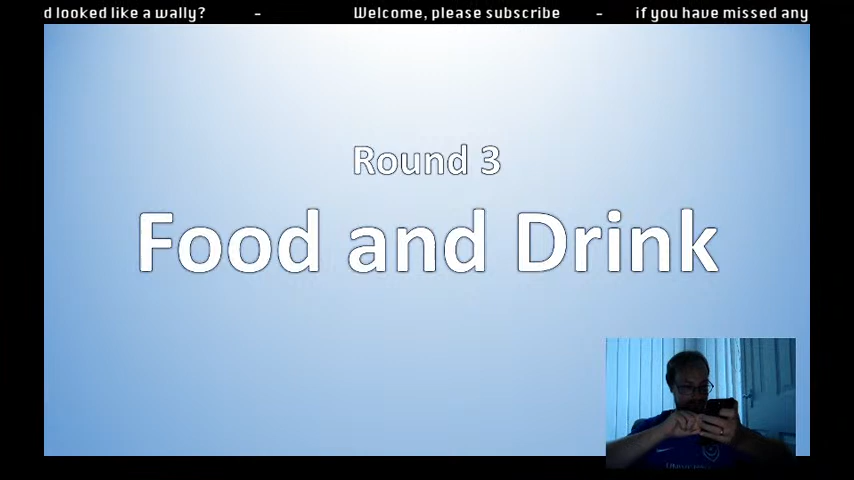 d looked like a wally? - Welcome, please subscribe - if you have missed any
Round 3
Food and Drink